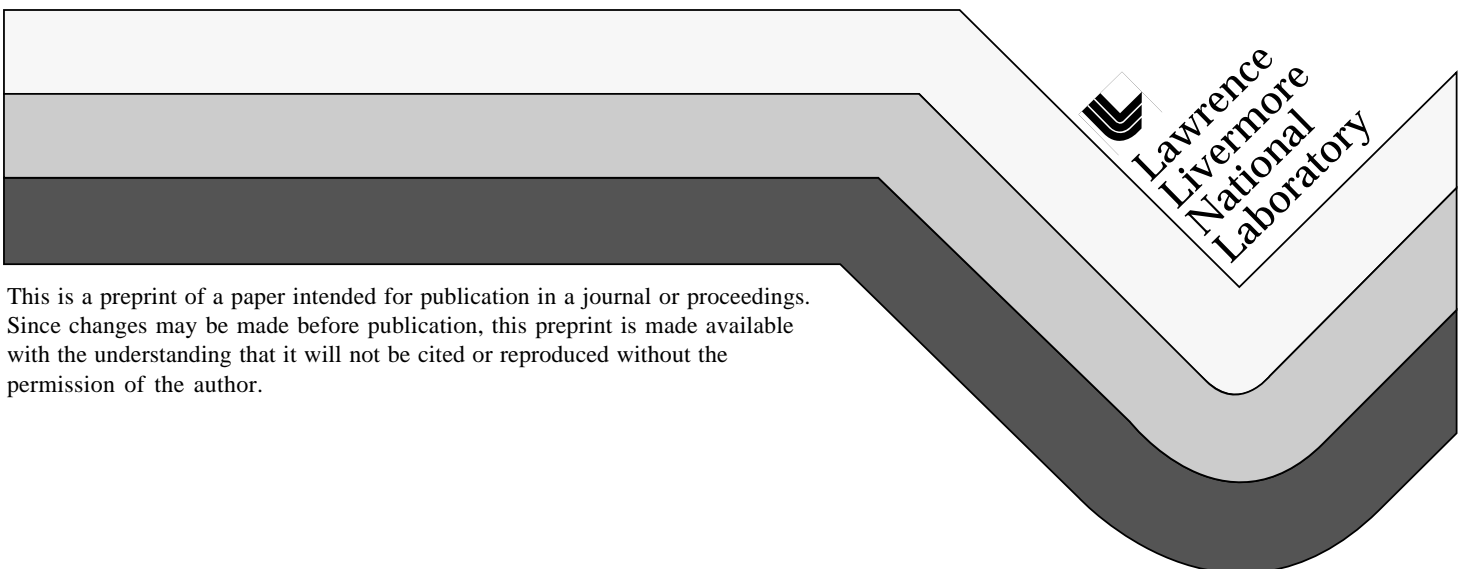 Lawrence
Livermore
National
Laboratory
This is a preprint of a paper intended for publication in a journal or proceedings.
Since changes may be made before publication, this preprint is made available
with the understanding that it will not be cited or reproduced without the
permission of the author.